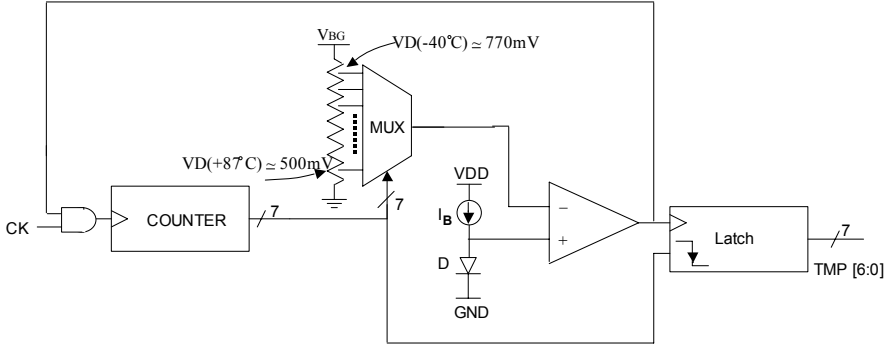 VBG
VD(-40°C) ≃ 770mV
MUX
VD(+87°C) ≃ 500mV
7
VDD
IB
CK
COUNTER
7
−
+
D
GND
Latch
7
TMP [6:0]